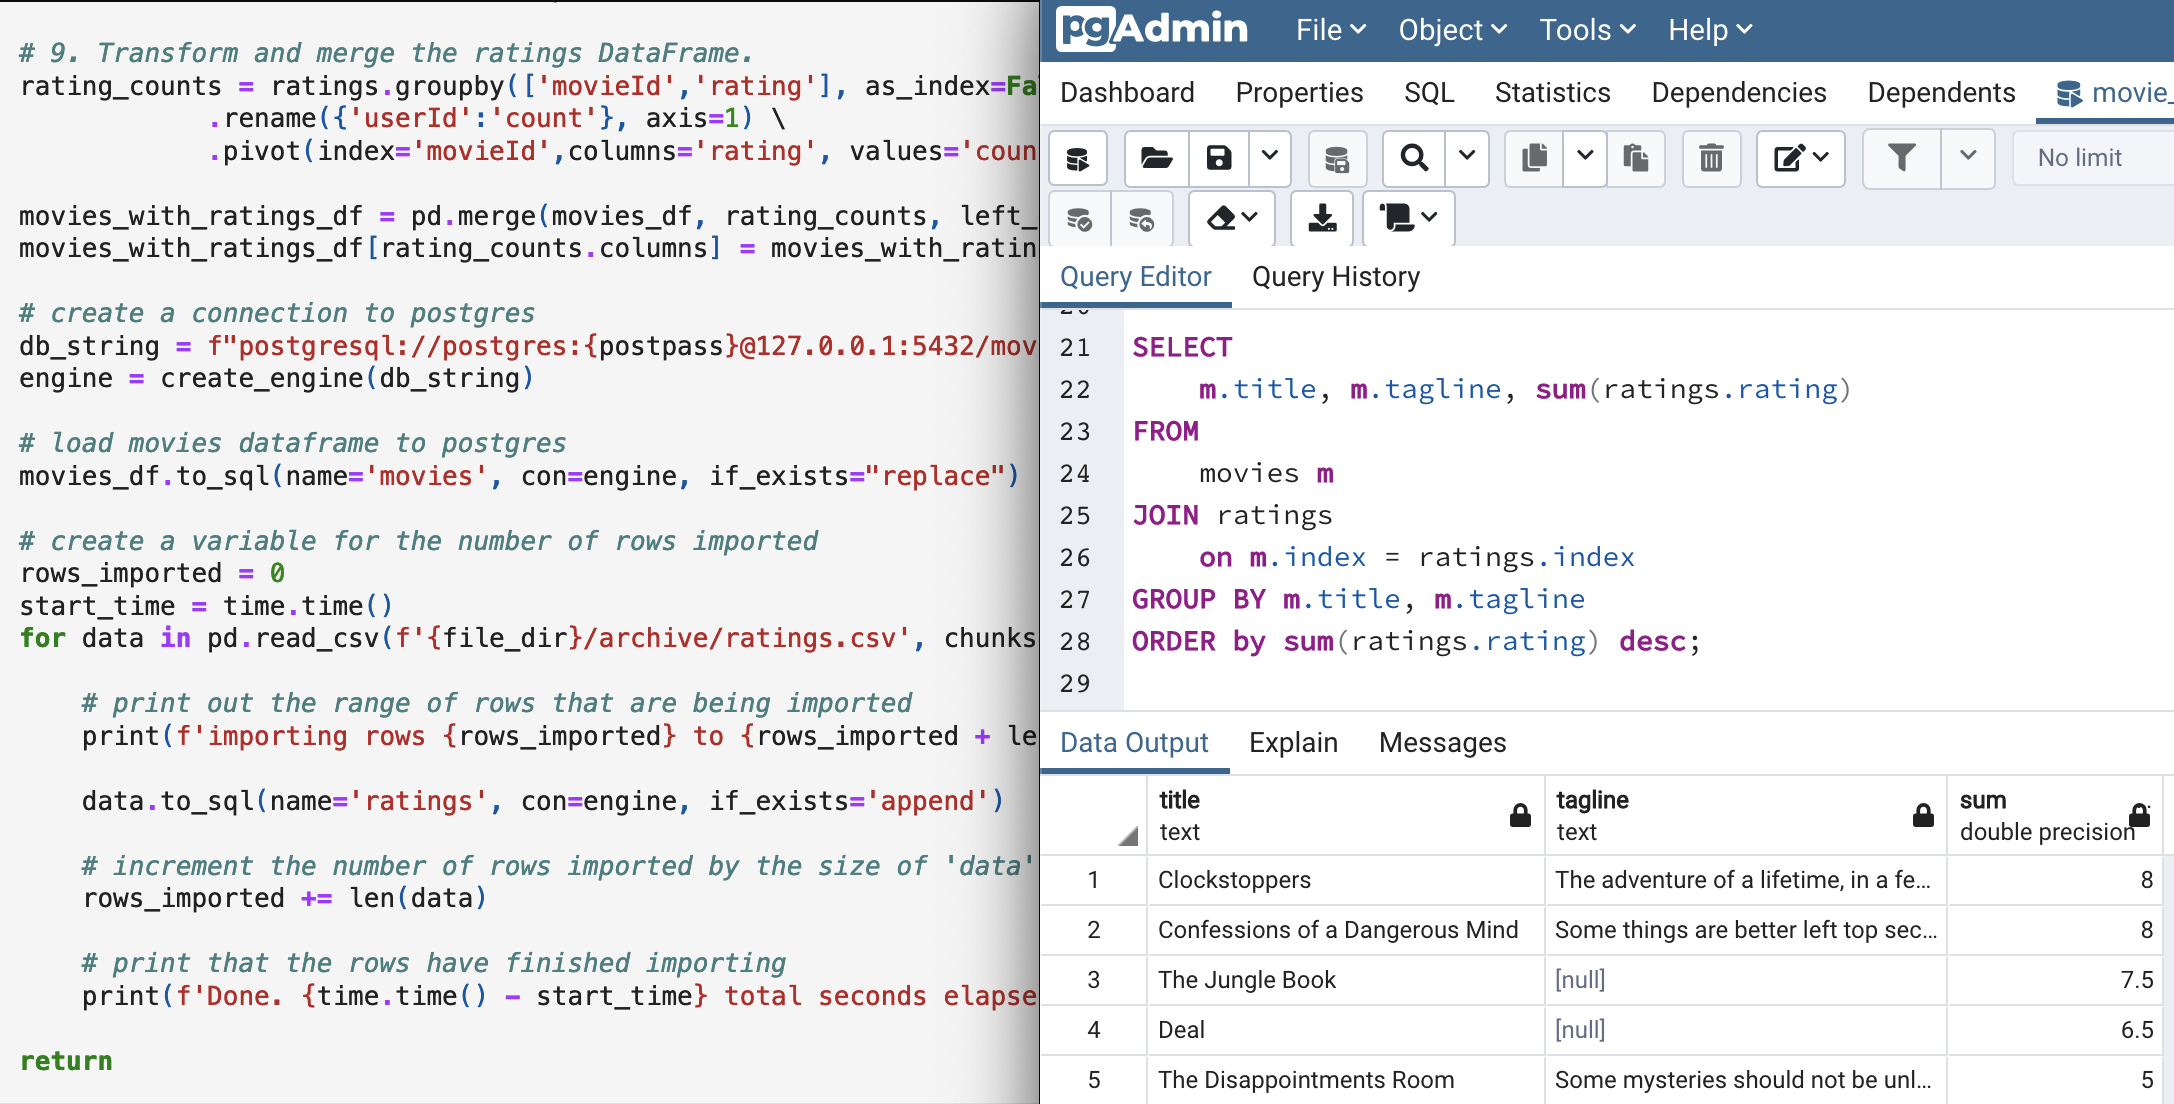 # 9. Transform and merge the ratings DataFrame.
rating_counts = ratings.groupby(['movieId','rating'], as_index=Fa
.rename({'userId':'count'}, axis=1) \
.pivot(index='movieId',columns='rating', values='coun
movies_with_ratings_df = pd.merge(movies_df, rating_counts, left_
movies_with_ratings_df[rating_counts.columns] = movies_with_ratin
# create a connection to postgres
db_string = f"postgresql://postgres:{postpass}@127.0.0.1:5432/mov
engine = create_engine(db_string)
# load movies dataframe to postgres
movies_df.to_sql(name='movies', con=engine, if_exists="replace")
# create a variable for the number of rows imported
rows_imported = 0
start_time = time.time()
for data in pd.read_csv(f'{file_dir}/archive/ratings.csv', chunks
# print out the range of rows that are being imported
print(f'importing rows {rows_imported} to {rows_imported + le
data.to_sql(name='ratings', con=engine, if_exists='append')
# increment the number of rows imported by the size of 'data'
rows_imported += len(data)
# print that the rows have finished importing
print(f'Done. {time.time() - start_time} total seconds elapse
return
pgAdmin File Object Tools Help
Dashboard Properties SQL Statistics Dependencies Dependents movie_
No limit
Query Editor Query History
21 SELECT
22 m.title, m.tagline, sum(ratings.rating)
23 FROM
24 movies m
25 JOIN ratings
26 on m.index = ratings.index
27 GROUP BY m.title, m.tagline
28 ORDER by sum(ratings.rating) desc;
29
Data Output Explain Messages
title tagline sum
text text double precision
1 Clockstoppers The adventure of a lifetime, in a fe... 8
2 Confessions of a Dangerous Mind Some things are better left top sec... 8
3 The Jungle Book [null] 7.5
4 Deal [null] 6.5
5 The Disappointments Room Some mysteries should not be unl... 5